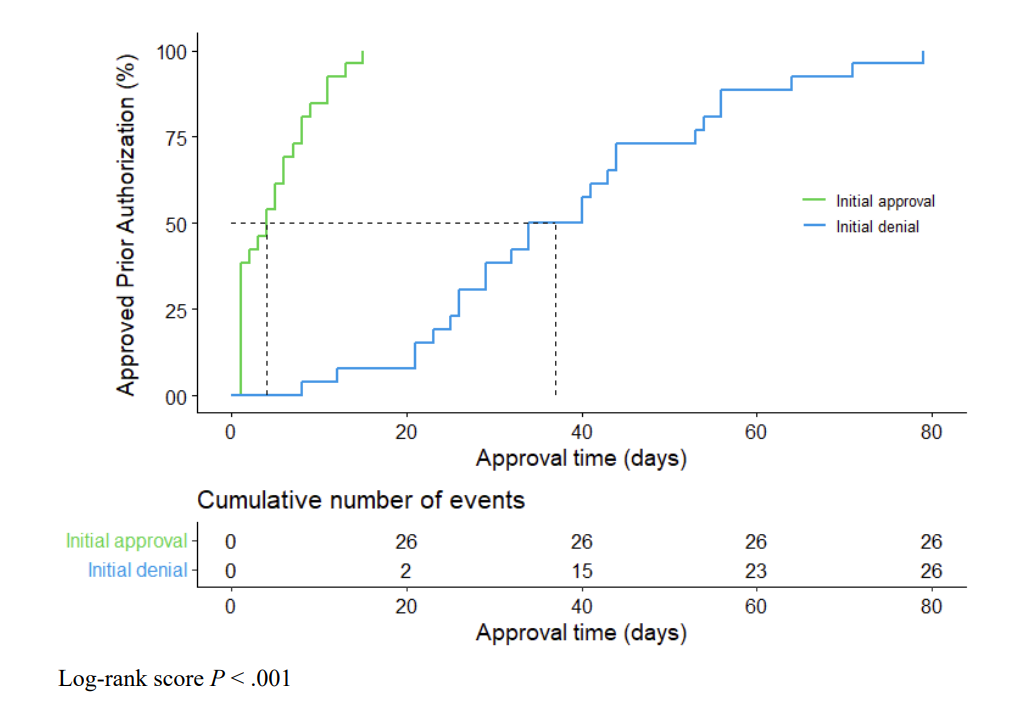 Approved Prior Authorization (%)
100
75
50
25
00
Initial approval
Initial denial
0 20 40 60 80
Approval time (days)
Cumulative number of events
Initial approval 0 26 26 26 26
Initial denial 0 2 15 23 26
0 20 40 60 80
Approval time (days)
Log-rank score P < .001